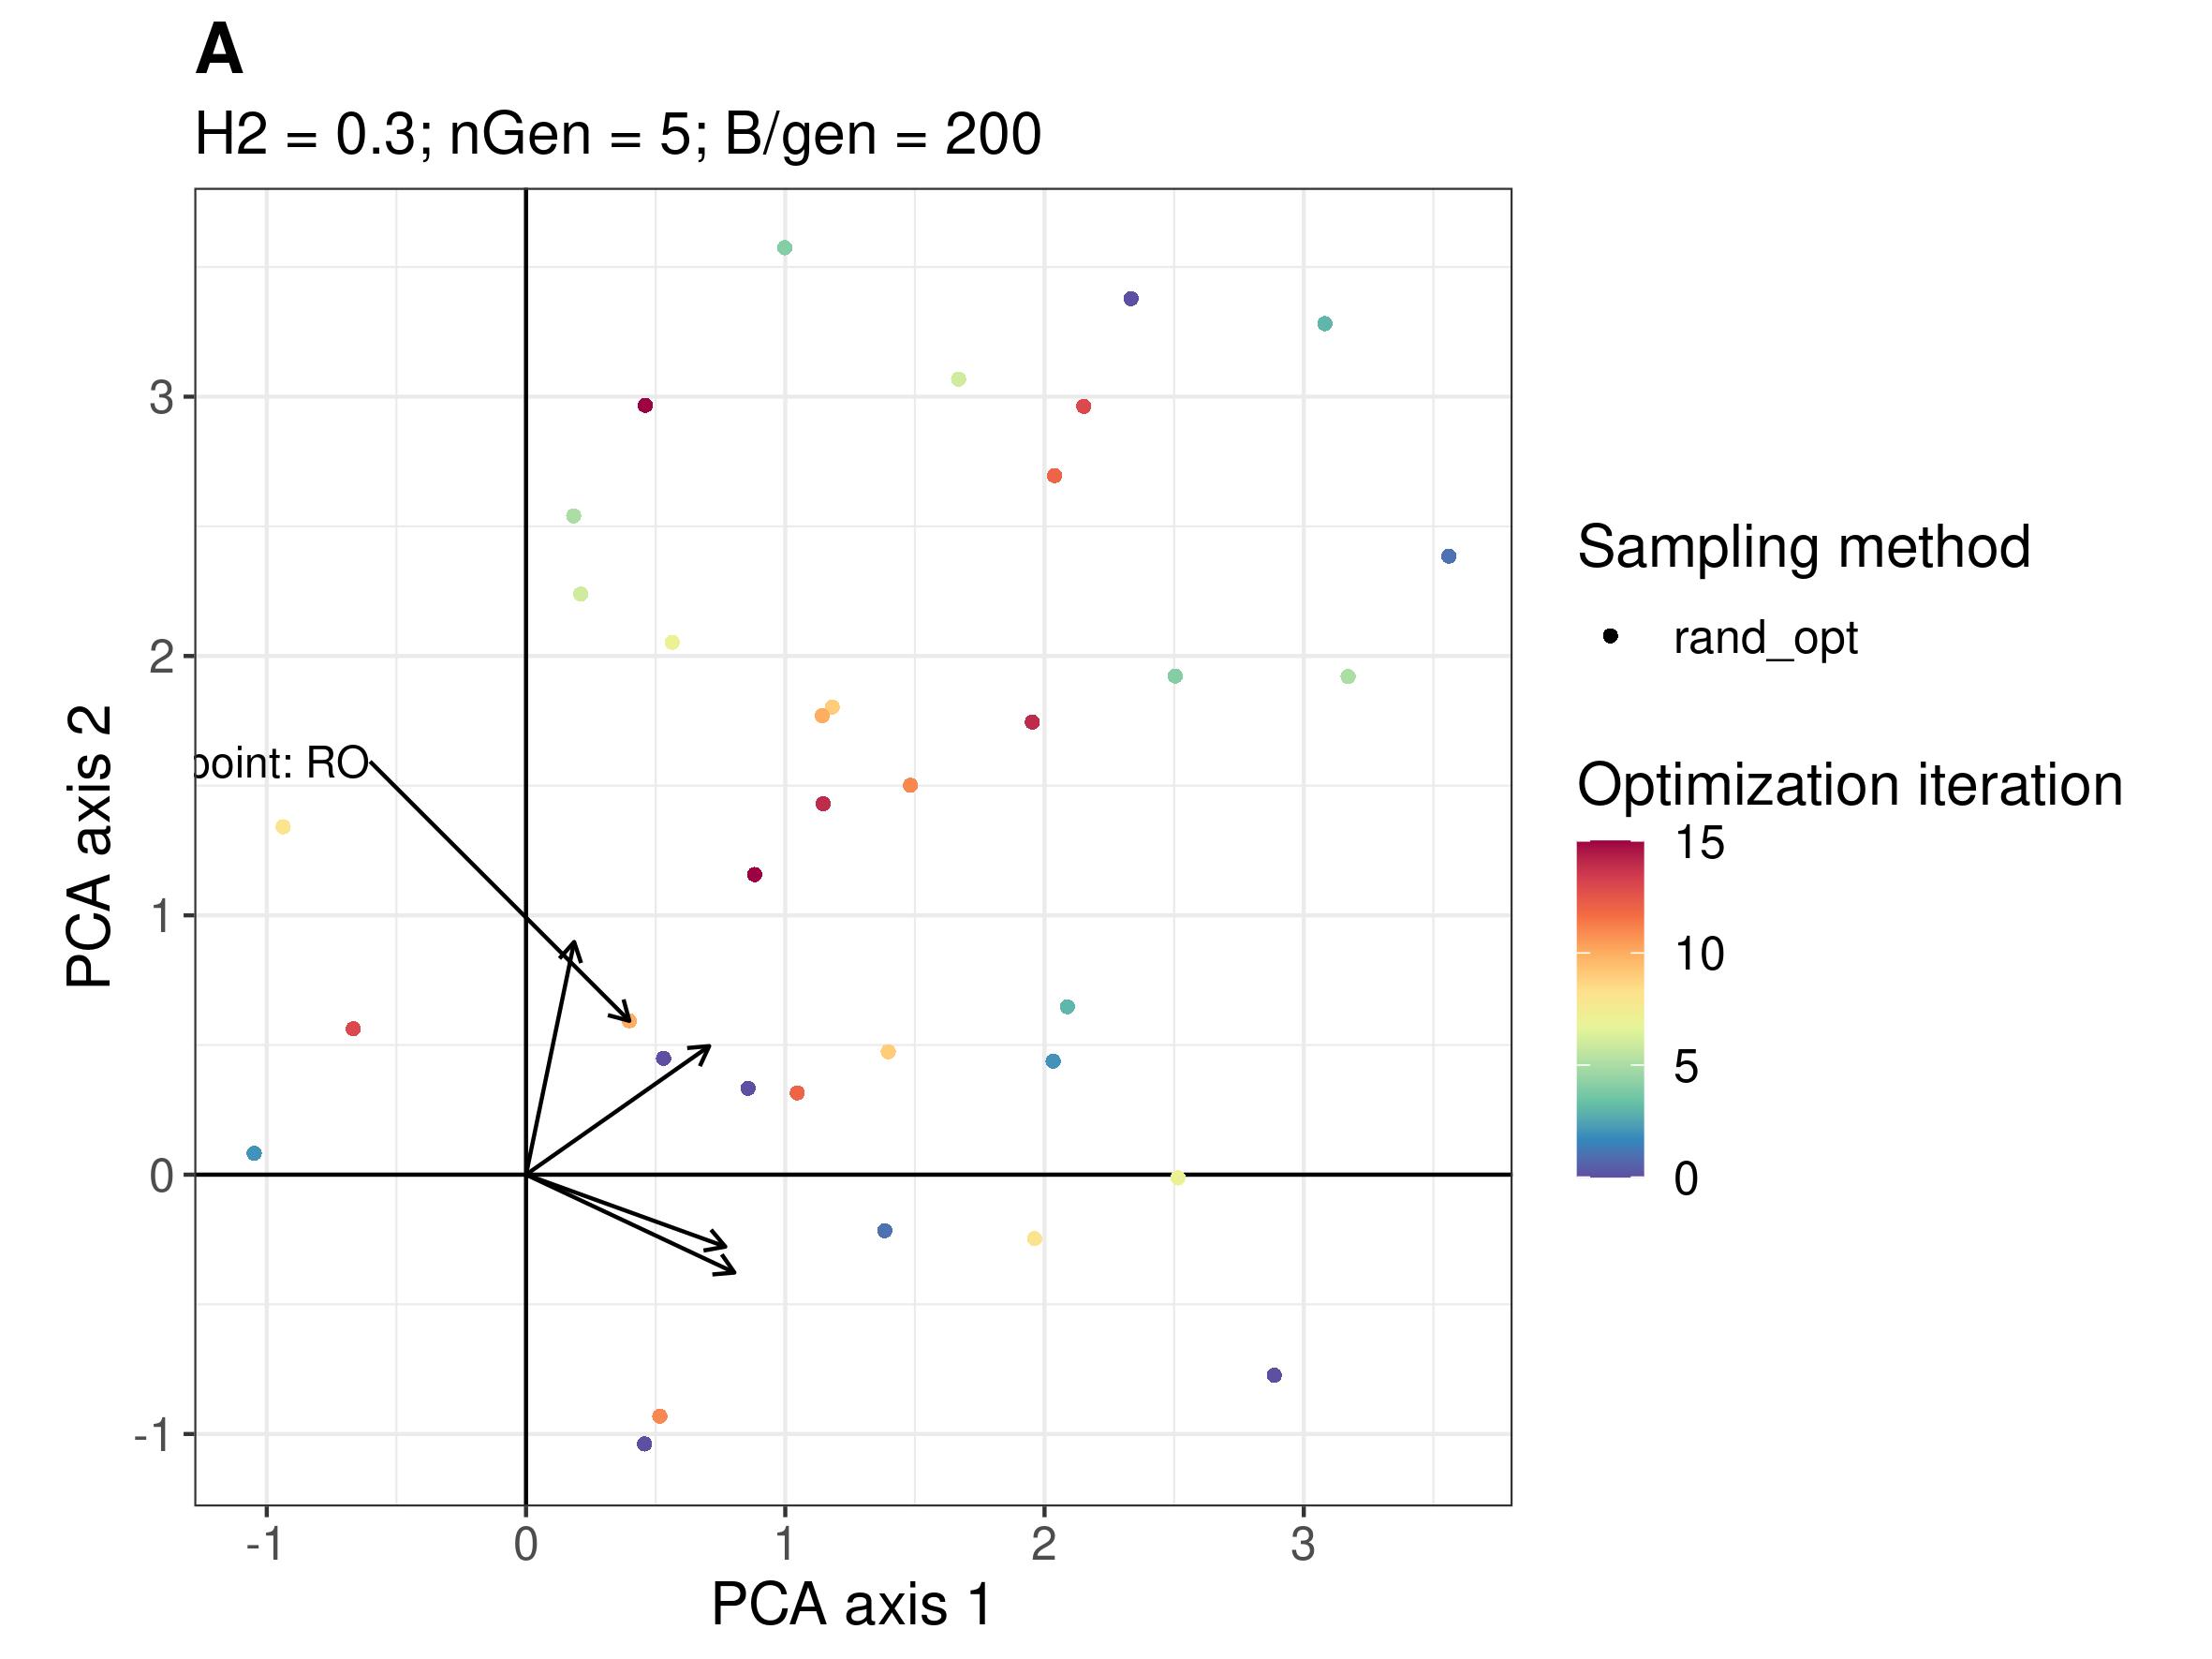 A
H2 = 0.3; nGen = 5; B/gen = 200
PCA axis 2
3
2
1
0
-1
point: RO
-1
0
1
2
3
PCA axis 1
Sampling method
rand_opt
Optimization iteration
15
10
5
0